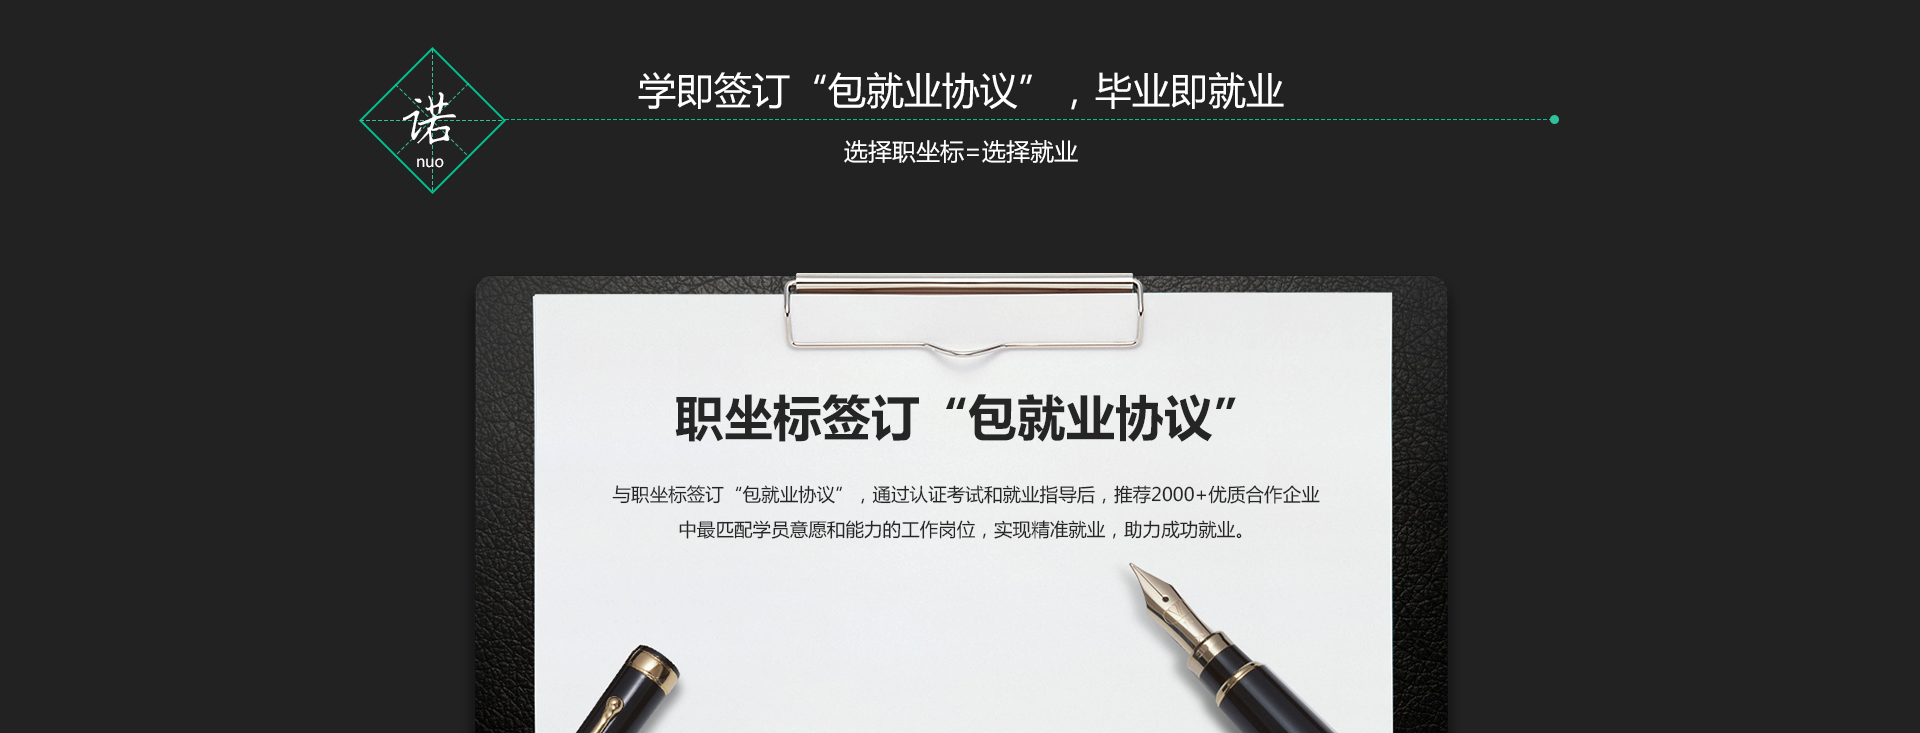 诺
nuo
学即签订“包就业协议”，毕业即就业
选择职坐标=选择就业
职坐标签订“包就业协议”
与职坐标签订“包就业协议”，通过认证考试和就业指导后，推荐2000+优质合作企业
中最匹配学员意愿和能力的工作岗位，实现精准就业，助力成功就业。